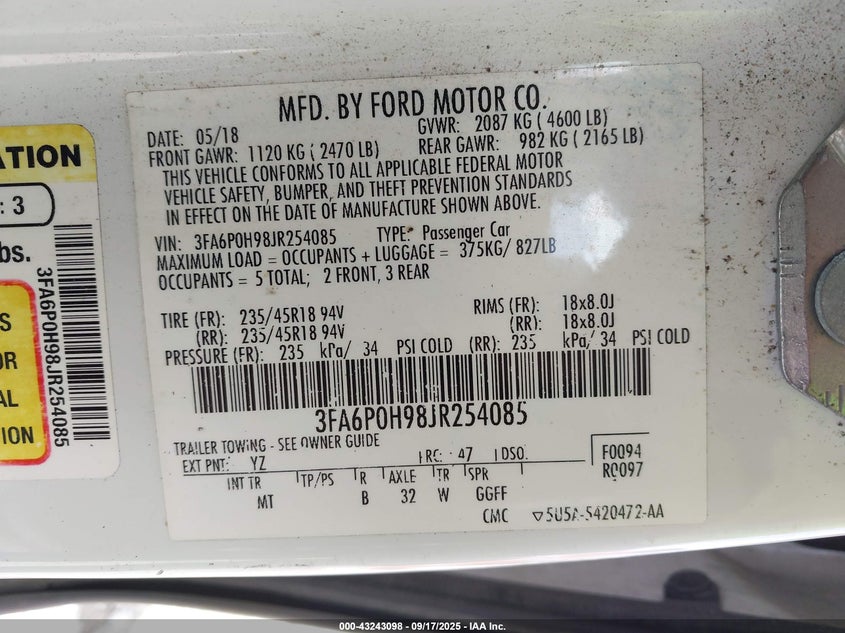 MFD. BY FORD MOTOR CO.
DATE: 05/18 GVWR: 2087 KG ( 4600 LB)
FRONT GAWR: 1120 KG ( 2470 LB) REAR GAWR: 982 KG ( 2165 LB)
THIS VEHICLE CONFORMS TO ALL APPLICABLE FEDERAL MOTOR
VEHICLE SAFETY, BUMPER, AND THEFT PREVENTION STANDARDS
IN EFFECT ON THE DATE OF MANUFACTURE SHOWN ABOVE.
VIN: 3FA6P0H98JR254085 TYPE: Passenger Car
MAXIMUM LOAD = OCCUPANTS + LUGGAGE = 375KG/ 827LB
OCCUPANTS = 5 TOTAL; 2 FRONT, 3 REAR
TIRE (FR): 235/45R18 94V RIMS (FR): 18x8.0J
(RR): 235/45R18 94V (RR): 18x8.0J
PRESSURE (FR): 235 kPa/ 34 PSI COLD (RR): 235 kPa/ 34 PSI COLD
3FA6P0H98JR254085
TRAILER TOWING - SEE OWNER GUIDE
EXT PNT: YZ RC: 47 DSO: F0094
R0097
INT TR TP/PS R AXLE TR SPR
MT B 32 W GGFF
CMC ▽5U5A-5420472-AA
ATION
: 3
bs.
S
OR
AL
ION
3FA6P0H98JR254085
000-43243098 - 09/17/2025 - IAA Inc.